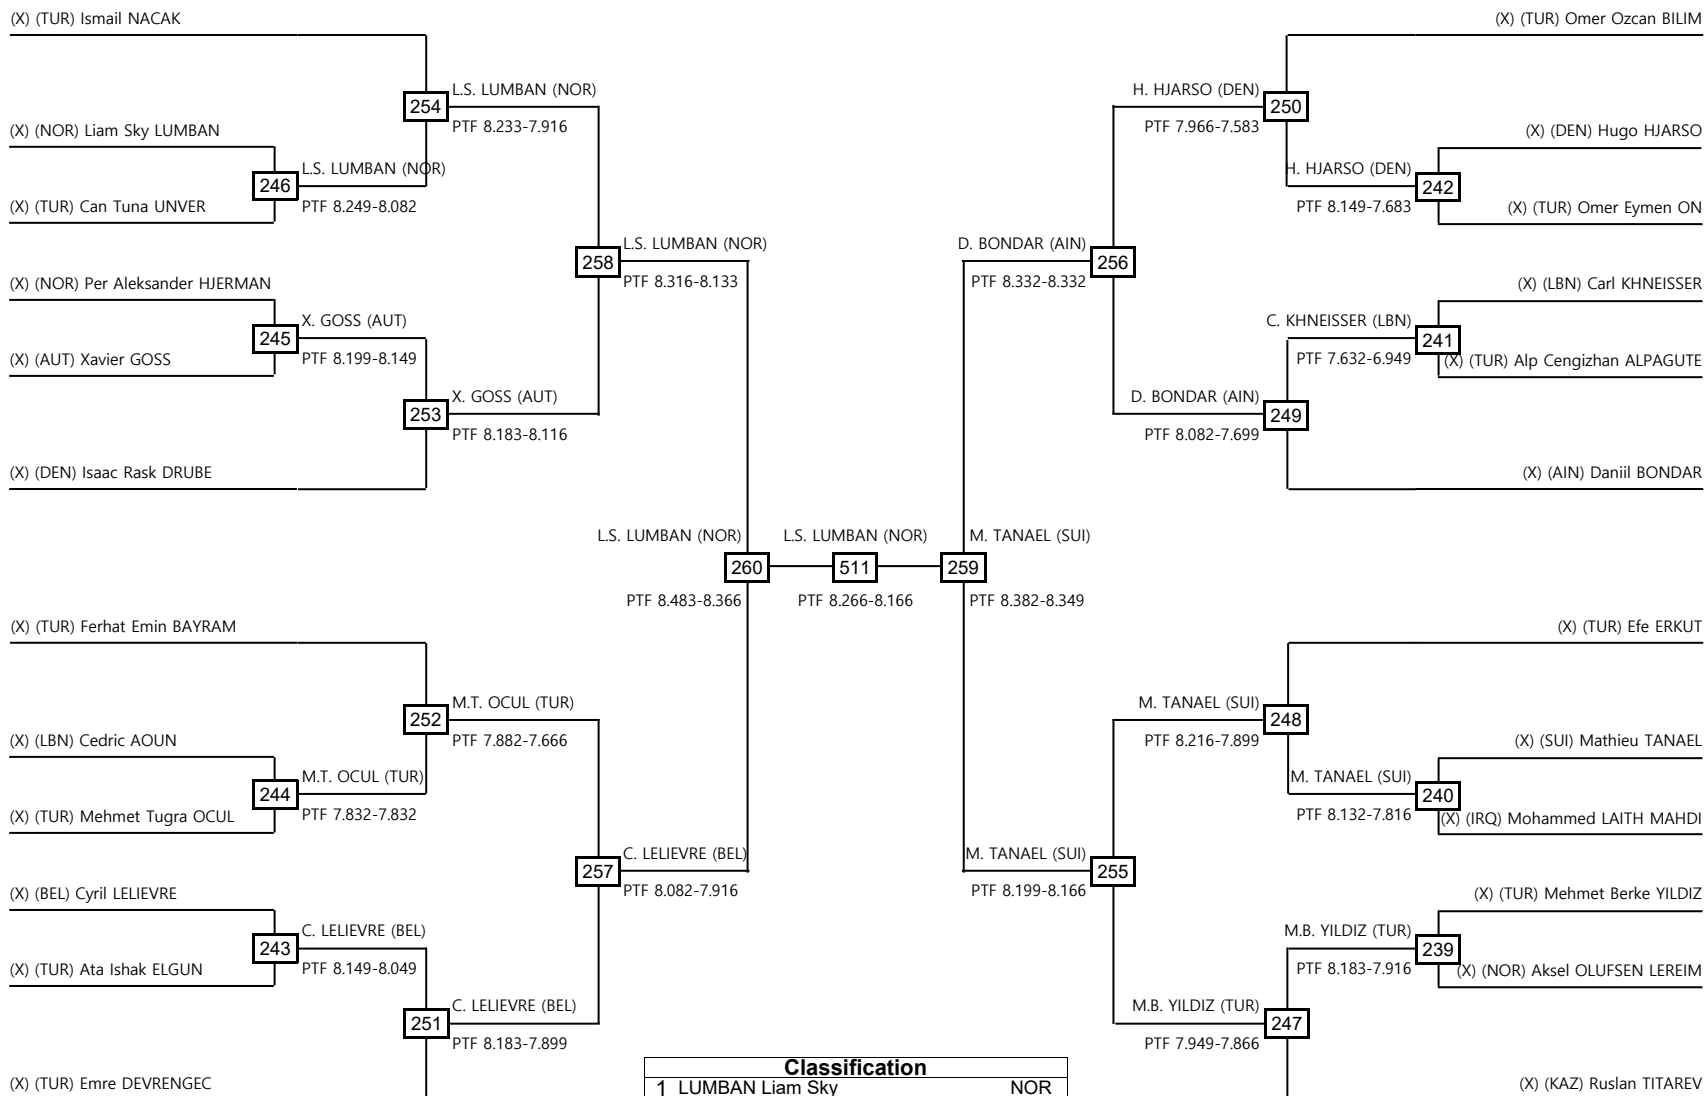 (X) (TUR) Ismail NACAK
(X) (TUR) Omer Ozcan BILIM
L.S. LUMBAN (NOR)
254
PTF 8.233-7.916
H. HJARSO (DEN)
250
PTF 7.966-7.583
(X) (NOR) Liam Sky LUMBAN
(X) (DEN) Hugo HJARSO
L.S. LUMBAN (NOR)
246
PTF 8.249-8.082
H. HJARSO (DEN)
242
PTF 8.149-7.683
(X) (TUR) Can Tuna UNVER
(X) (TUR) Omer Eymen ON
L.S. LUMBAN (NOR)
258
PTF 8.316-8.133
D. BONDAR (AIN)
256
PTF 8.332-8.332
(X) (NOR) Per Aleksander HJERMAN
(X) (LBN) Carl KHNEISSER
X. GOSS (AUT)
245
PTF 8.199-8.149
C. KHNEISSER (LBN)
241
PTF 7.632-6.949
(X) (AUT) Xavier GOSS
(X) (TUR) Alp Cengizhan ALPAGUTE
X. GOSS (AUT)
253
PTF 8.183-8.116
D. BONDAR (AIN)
249
PTF 8.082-7.699
(X) (DEN) Isaac Rask DRUBE
(X) (AIN) Daniil BONDAR
L.S. LUMBAN (NOR)
L.S. LUMBAN (NOR)
M. TANAEL (SUI)
260
511
259
PTF 8.483-8.366
PTF 8.266-8.166
PTF 8.382-8.349
(X) (TUR) Ferhat Emin BAYRAM
(X) (TUR) Efe ERKUT
M.T. OCUL (TUR)
252
PTF 7.882-7.666
M. TANAEL (SUI)
248
PTF 8.216-7.899
(X) (LBN) Cedric AOUN
(X) (SUI) Mathieu TANAEL
M.T. OCUL (TUR)
244
PTF 7.832-7.832
M. TANAEL (SUI)
240
PTF 8.132-7.816
(X) (TUR) Mehmet Tugra OCUL
(X) (IRQ) Mohammed LAITH MAHDI
C. LELIEVRE (BEL)
257
PTF 8.082-7.916
M. TANAEL (SUI)
255
PTF 8.199-8.166
(X) (BEL) Cyril LELIEVRE
(X) (TUR) Mehmet Berke YILDIZ
C. LELIEVRE (BEL)
243
PTF 8.149-8.049
M.B. YILDIZ (TUR)
239
PTF 8.183-7.916
(X) (TUR) Ata Ishak ELGUN
(X) (NOR) Aksel OLUFSEN LEREIM
C. LELIEVRE (BEL)
251
PTF 8.183-7.899
M.B. YILDIZ (TUR)
247
PTF 7.949-7.866
(X) (TUR) Emre DEVRENGEC
(X) (KAZ) Ruslan TITAREV
Classification
1 LUMBAN Liam Sky NOR